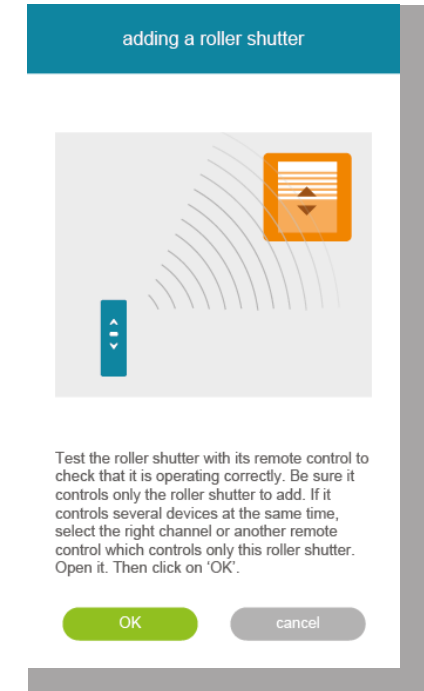 adding a roller shutter
Test the roller shutter with its remote control to
check that it is operating correctly. Be sure it
controls only the roller shutter to add. If it
controls several devices at the same time,
select the right channel or another remote
control which controls only this roller shutter.
Open it. Then click on ‘OK’.
OK
cancel